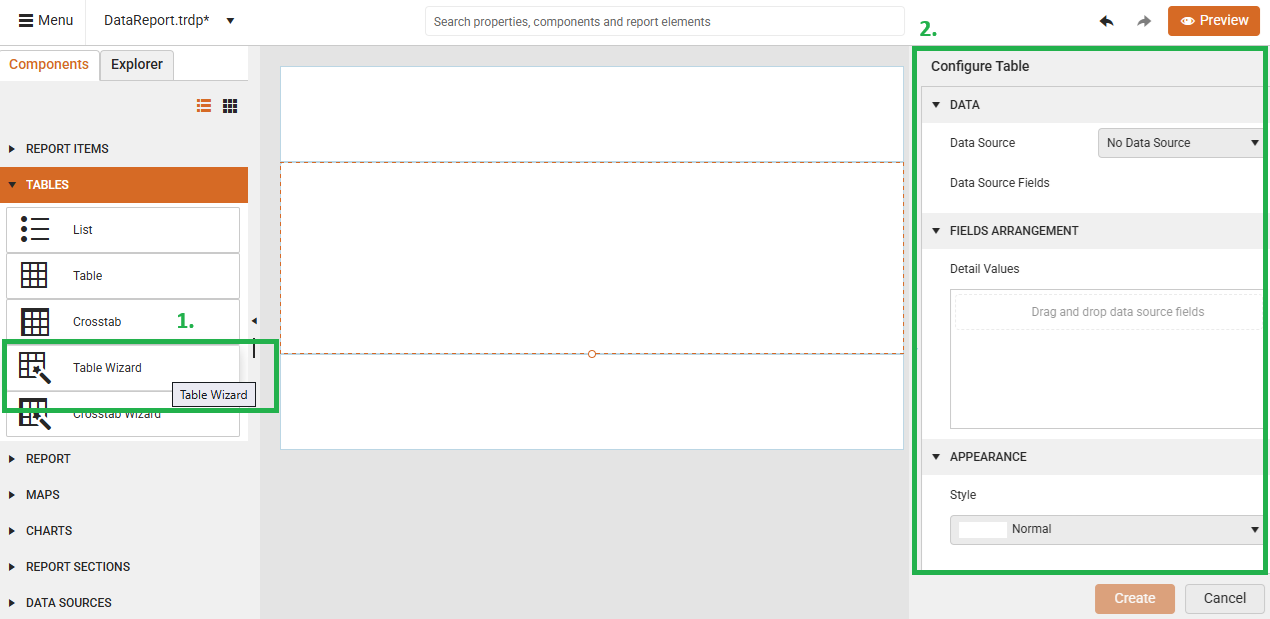 Menu
DataReport.trdp*
Search properties, components and report elements
2.
Preview
Components
Explorer
REPORT ITEMS
TABLES
List
Table
Crosstab
1.
Table Wizard
Table Wizard
Crosstab Wizard
REPORT
MAPS
CHARTS
REPORT SECTIONS
DATA SOURCES
Configure Table
DATA
Data Source
No Data Source
Data Source Fields
FIELDS ARRANGEMENT
Detail Values
Drag and drop data source fields
APPEARANCE
Style
Normal
Create
Cancel